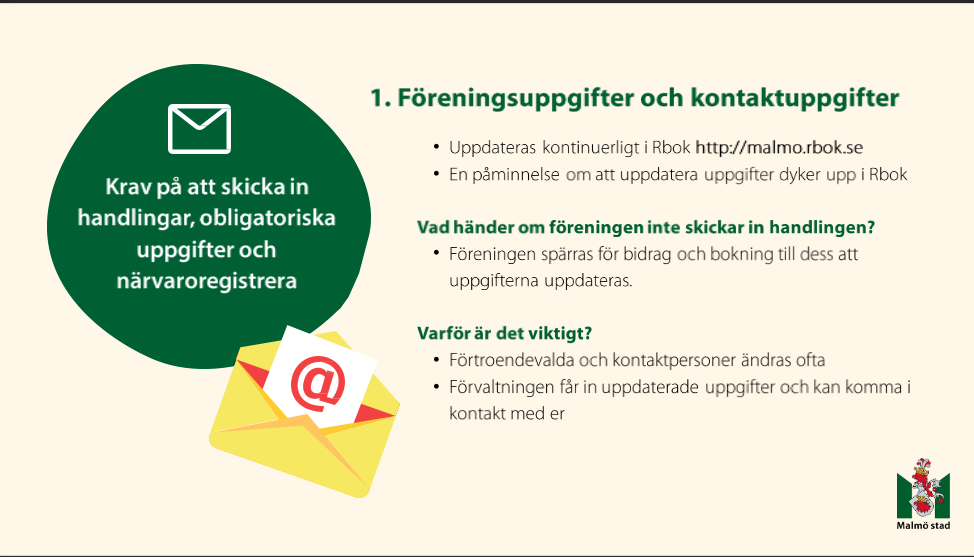 Krav på att skicka in
handlingar, obligatoriska
uppgifter och
närvaroregistrera
@
1. Föreningsuppgifter och kontaktuppgifter
• Uppdateras kontinuerligt i Rbok http://malmo.rbok.se
• En påminnelse om att uppdatera uppgifter dyker upp i Rbok
Vad händer om föreningen inte skickar in handlingen?
• Föreningen spärras för bidrag och bokning till dess att
uppgifterna uppdateras.
Varför är det viktigt?
• Förtroendevalda och kontaktpersoner ändras ofta
• Förvaltningen får in uppdaterade uppgifter och kan komma i
kontakt med er
Malmö stad